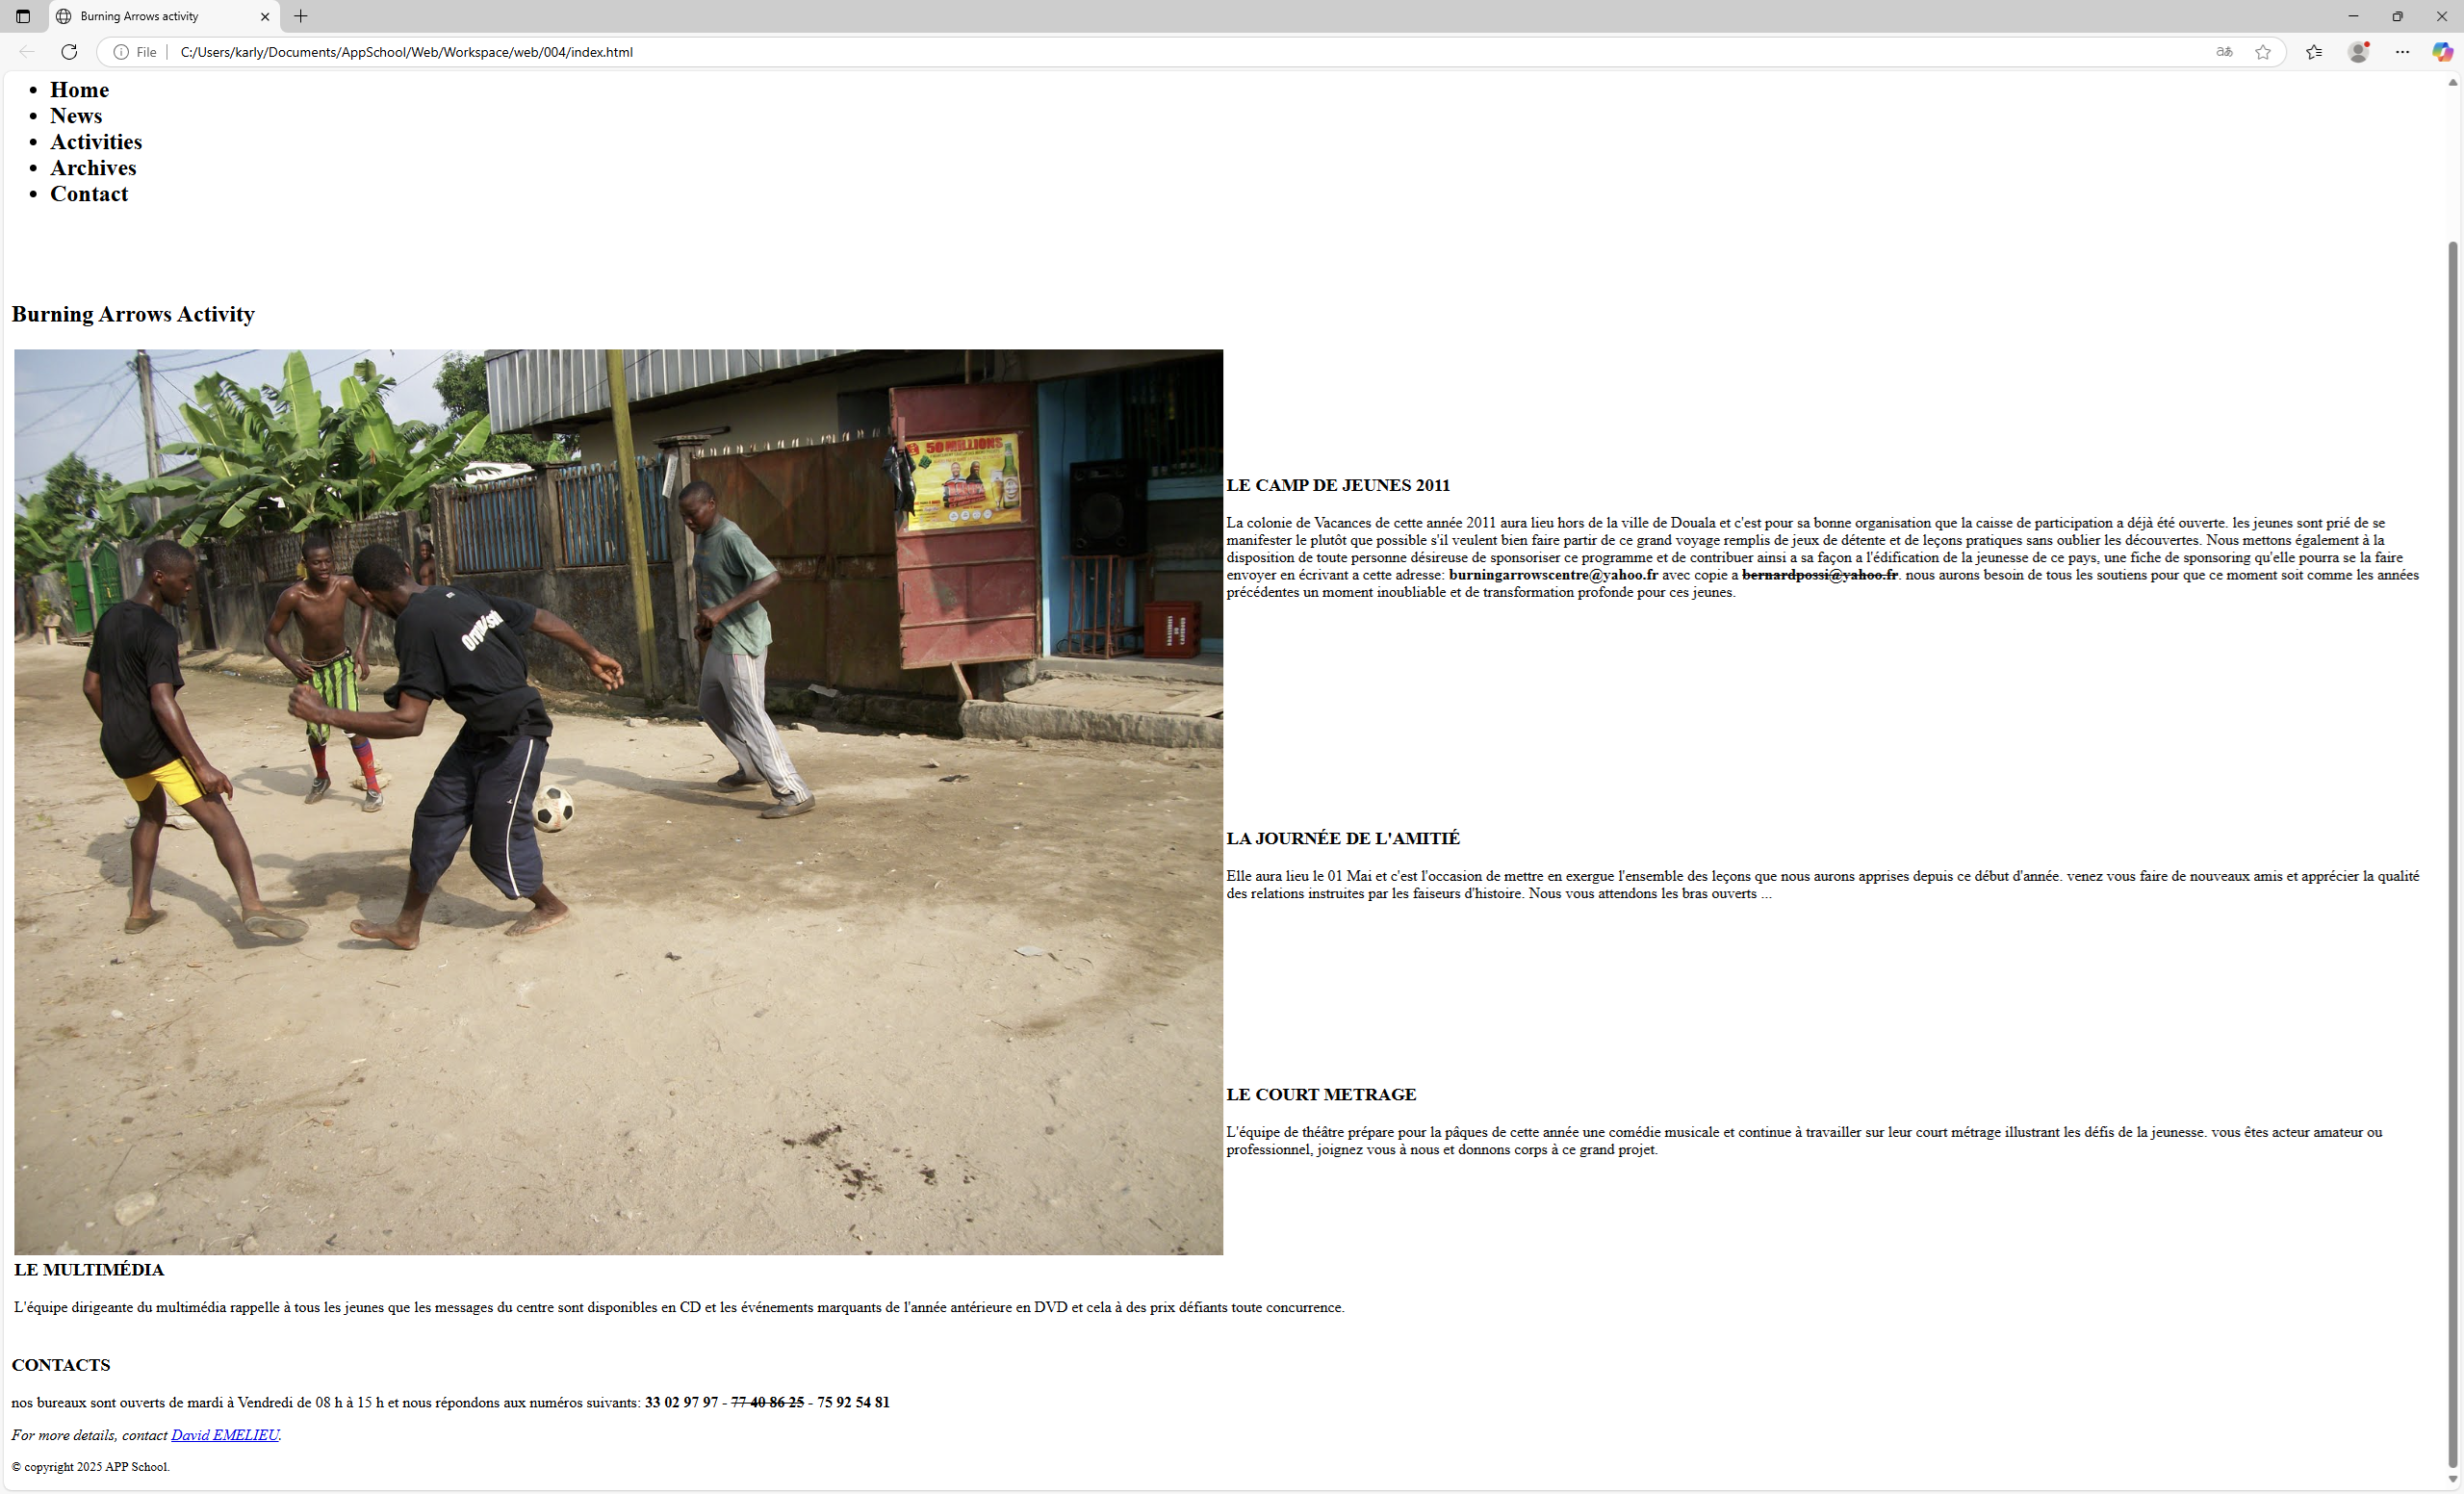 Burning Arrows activity
File
C:/Users/karly/Documents/AppSchool/Web/Workspace/web/004/index.html
aあ
Home
News
Activities
Archives
Contact
Burning Arrows Activity
50 MILLIONS
LE CAMP DE JEUNES 2011
La colonie de Vacances de cette année 2011 aura lieu hors de la ville de Douala et c'est pour sa bonne organisation que la caisse de participation a déjà été ouverte. les jeunes sont prié de se
manifester le plutôt que possible s'il veulent bien faire partir de ce grand voyage remplis de jeux de détente et de leçons pratiques sans oublier les découvertes. Nous mettons également à la
disposition de toute personne désireuse de sponsoriser ce programme et de contribuer ainsi a sa façon a l'édification de la jeunesse de ce pays, une fiche de sponsoring qu'elle pourra se la faire
envoyer en écrivant a cette adresse: burningarrowscentre@yahoo.fr avec copie a bernardpossi@yahoo.fr. nous aurons besoin de tous les soutiens pour que ce moment soit comme les années
précédentes un moment inoubliable et de transformation profonde pour ces jeunes.
LA JOURNÉE DE L'AMITIÉ
Elle aura lieu le 01 Mai et c'est l'occasion de mettre en exergue l'ensemble des leçons que nous aurons apprises depuis ce début d'année. venez vous faire de nouveaux amis et apprécier la qualité
des relations instruites par les faiseurs d'histoire. Nous vous attendons les bras ouverts ...
LE COURT METRAGE
L'équipe de théâtre prépare pour la pâques de cette année une comédie musicale et continue à travailler sur leur court métrage illustrant les défis de la jeunesse. vous êtes acteur amateur ou
professionnel, joignez vous à nous et donnons corps à ce grand projet.
LE MULTIMÉDIA
L'équipe dirigeante du multimédia rappelle à tous les jeunes que les messages du centre sont disponibles en CD et les événements marquants de l'année antérieure en DVD et cela à des prix défiants toute concurrence.
CONTACTS
nos bureaux sont ouverts de mardi à Vendredi de 08 h à 15 h et nous répondons aux numéros suivants: 33 02 97 97 - 77 40 86 25 - 75 92 54 81
For more details, contact David EMELIEU.
© copyright 2025 APP School.